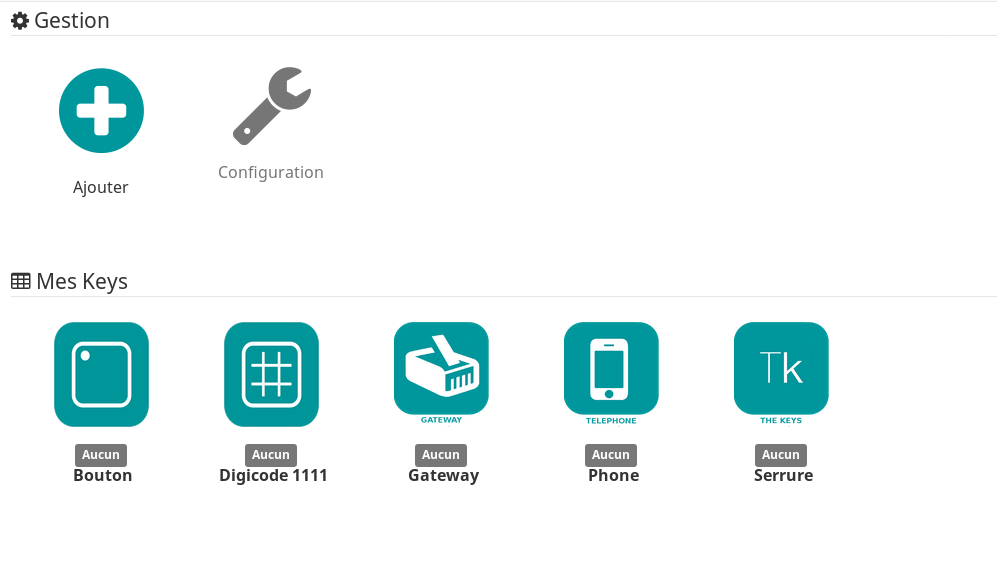 Gestion
Ajouter
Configuration
Mes Keys
GATEWAY
TELEPHONE
Tk
THE KEYS
Aucun Aucun Aucun Aucun Aucun
Bouton Digicode 1111 Gateway Phone Serrure